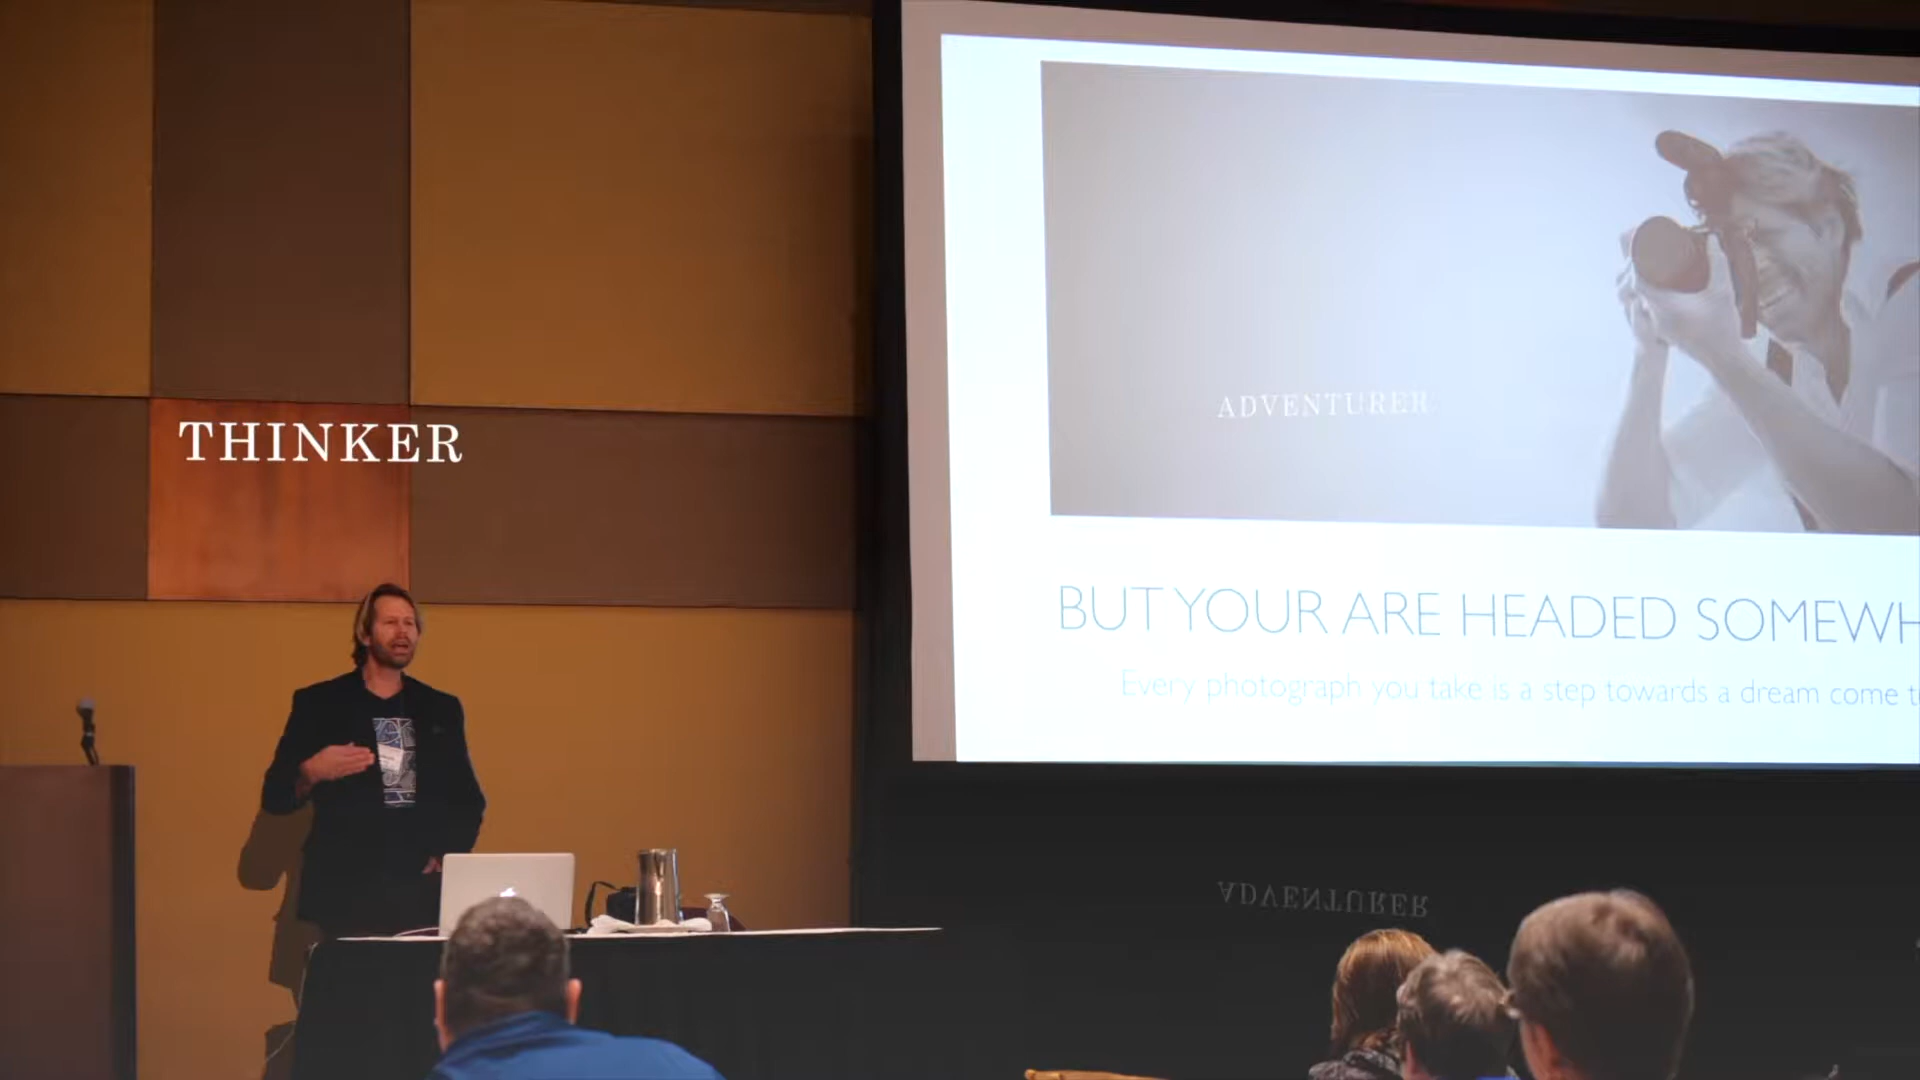 THINKER
ADVENTURER
BUT YOUR ARE HEADED SOMEWH
Every photograph you take is a step towards a dream come t
ADVENTURER